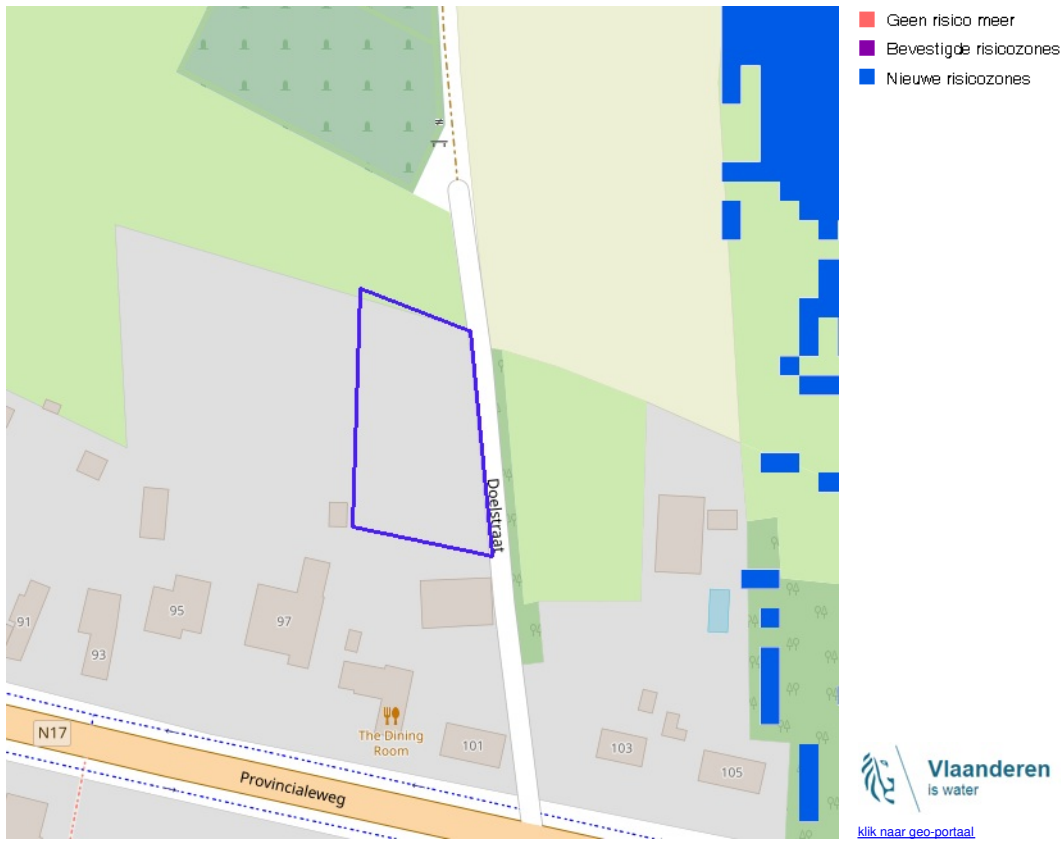 Geen risico meer
Bevestigde risicozones
Nieuwe risicozones
Doelstraat
91
93
95
97
The Dining
Room
101
103
105
N17
Provincialeweg
Vlaanderen
is water
klik naar geo-portaal